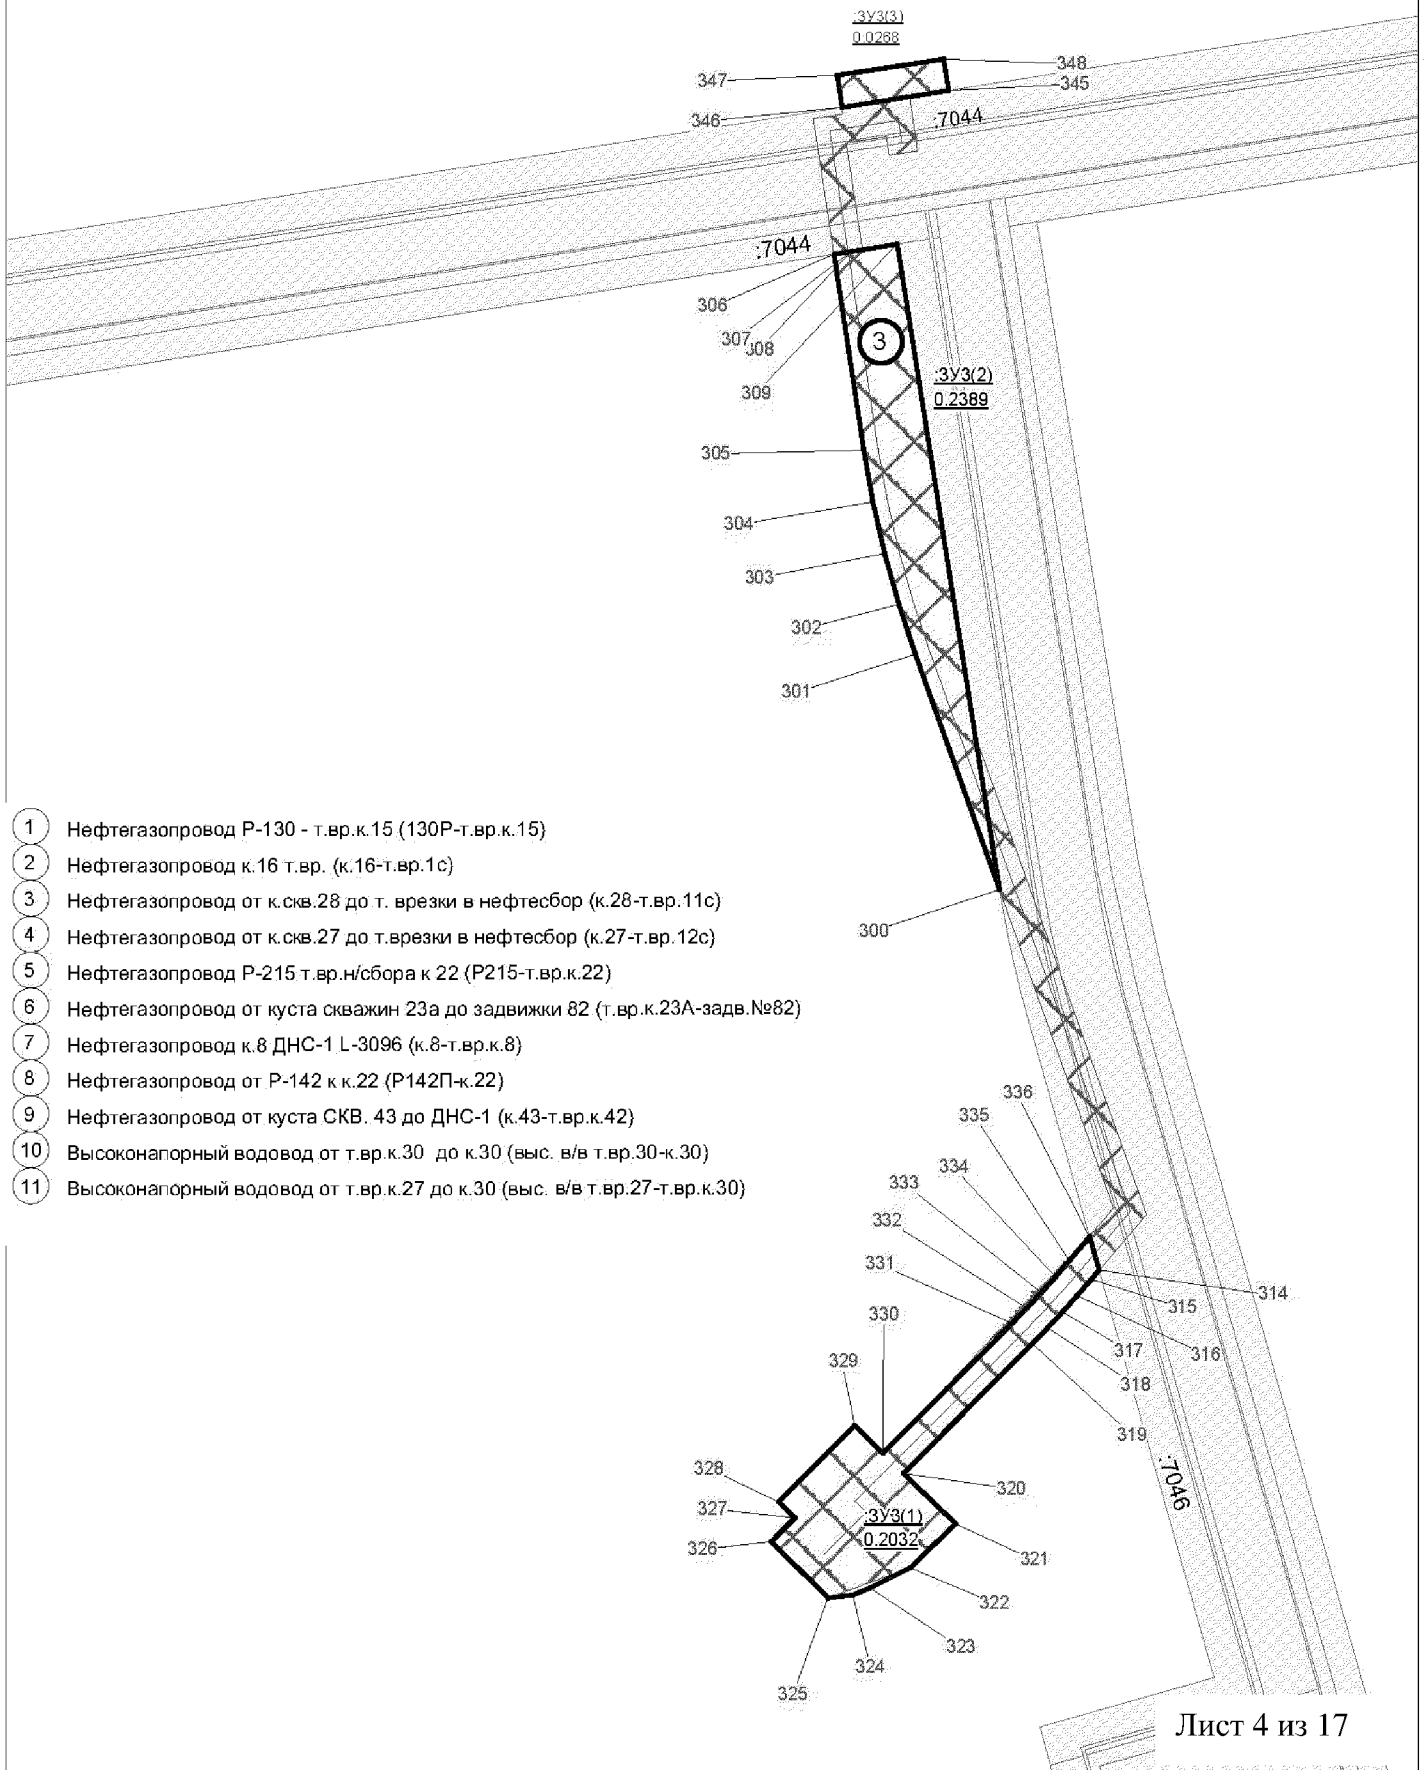 :ЗУ3(3)
0.0268
347
348
345
346
:7044
:7044
306
307
308
309
3
:ЗУ3(2)
0.2389
305
304
303
302
301
1 Нефтегазопровод Р-130 - т.вр.к.15 (130Р-т.вр.к.15)
2 Нефтегазопровод к.16 т.вр. (к.16-т.вр.1с)
3 Нефтегазопровод от к.скв.28 до т. врезки в нефтесбор (к.28-т.вр.11с)
4 Нефтегазопровод от к.скв.27 до т.врезки в нефтесбор (к.27-т.вр.12с)
5 Нефтегазопровод Р-215 т.вр.н/сбора к 22 (Р215-т.вр.к.22)
6 Нефтегазопровод от куста скважин 23а до задвижки 82 (т.вр.к.23А-задв.№82)
7 Нефтегазопровод к.8 ДНС-1 L-3096 (к.8-т.вр.к.8)
8 Нефтегазопровод от Р-142 к к.22 (Р142П-к.22)
9 Нефтегазопровод от куста СКВ. 43 до ДНС-1 (к.43-т.вр.к.42)
10 Высоконапорный водовод от т.вр.к.30 до к.30 (выс. в/в т.вр.30-к.30)
11 Высоконапорный водовод от т.вр.к.27 до к.30 (выс. в/в т.вр.27-т.вр.к.30)
300
336
335
334
333
332
331
330
329
314
315
316
317
318
319
328
327
326
320
:7046
:ЗУ3(1)
0.2032
321
322
323
324
325
Лист 4 из 17